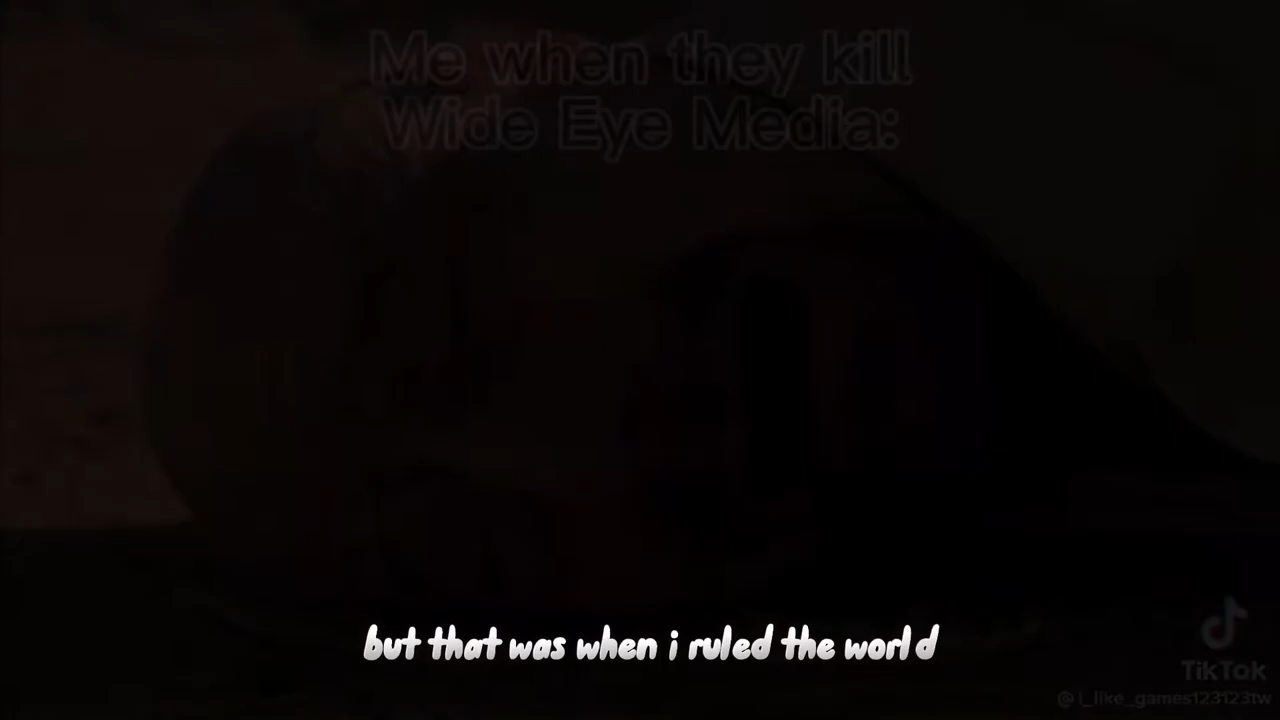 Me when they kill
Wide Eye Media:
but that was when i ruled the world
TikTok
@i_like_games123123tw